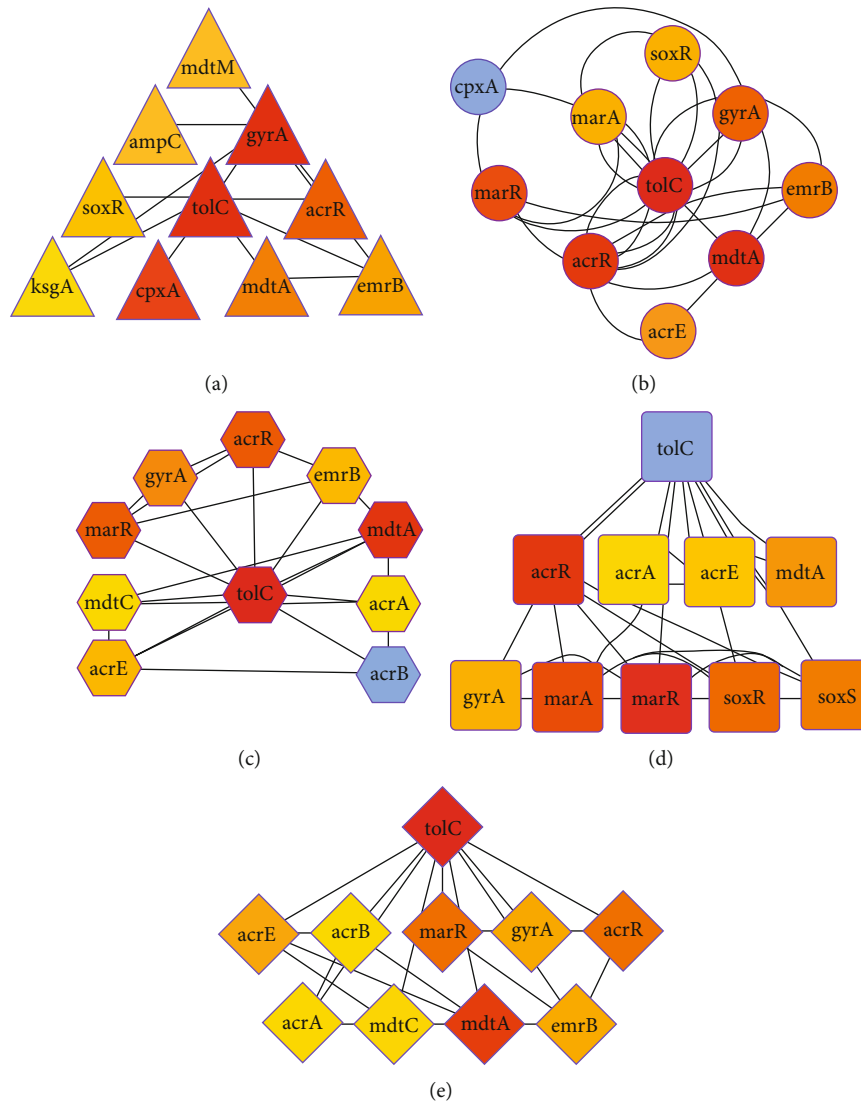 mdtM
ampC
gyrA
soxR
tolC
acrR
ksgA
cpxA
mdtA
emrB
(a)
soxR
cpxA
marA
gyrA
tolC
marR
emrB
acrR
mdtA
acrE
(b)
acrR
gyrA
emrB
marR
mdtA
mdtC
tolC
acrA
acrE
acrB
(c)
tolC
acrR
acrA
acrE
mdtA
gyrA
marA
marR
soxR
soxS
(d)
tolC
acrE
acrB
marR
gyrA
acrR
acrA
mdtC
mdtA
emrB
(e)